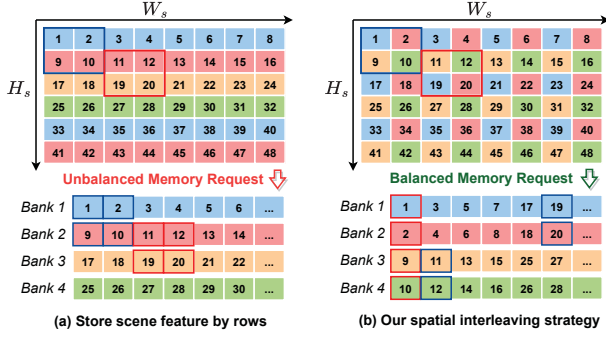 W_s
H_s
1 2 3 4 5 6 7 8
9 10 11 12 13 14 15 16
17 18 19 20 21 22 23 24
25 26 27 28 29 30 31 32
33 34 35 36 37 38 39 40
41 42 43 44 45 46 47 48
Unbalanced Memory Request
Bank 1 1 2 3 4 5 6 ...
Bank 2 9 10 11 12 13 14 ...
Bank 3 17 18 19 20 21 22 ...
Bank 4 25 26 27 28 29 30 ...
(a) Store scene feature by rows
W_s
H_s
1 2 3 4 5 6 7 8
9 10 11 12 13 14 15 16
17 18 19 20 21 22 23 24
25 26 27 28 29 30 31 32
33 34 35 36 37 38 39 40
41 42 43 44 45 46 47 48
Balanced Memory Request
Bank 1 1 3 5 7 17 19 ...
Bank 2 2 4 6 8 18 20 ...
Bank 3 9 11 13 15 25 27 ...
Bank 4 10 12 14 16 26 28 ...
(b) Our spatial interleaving strategy